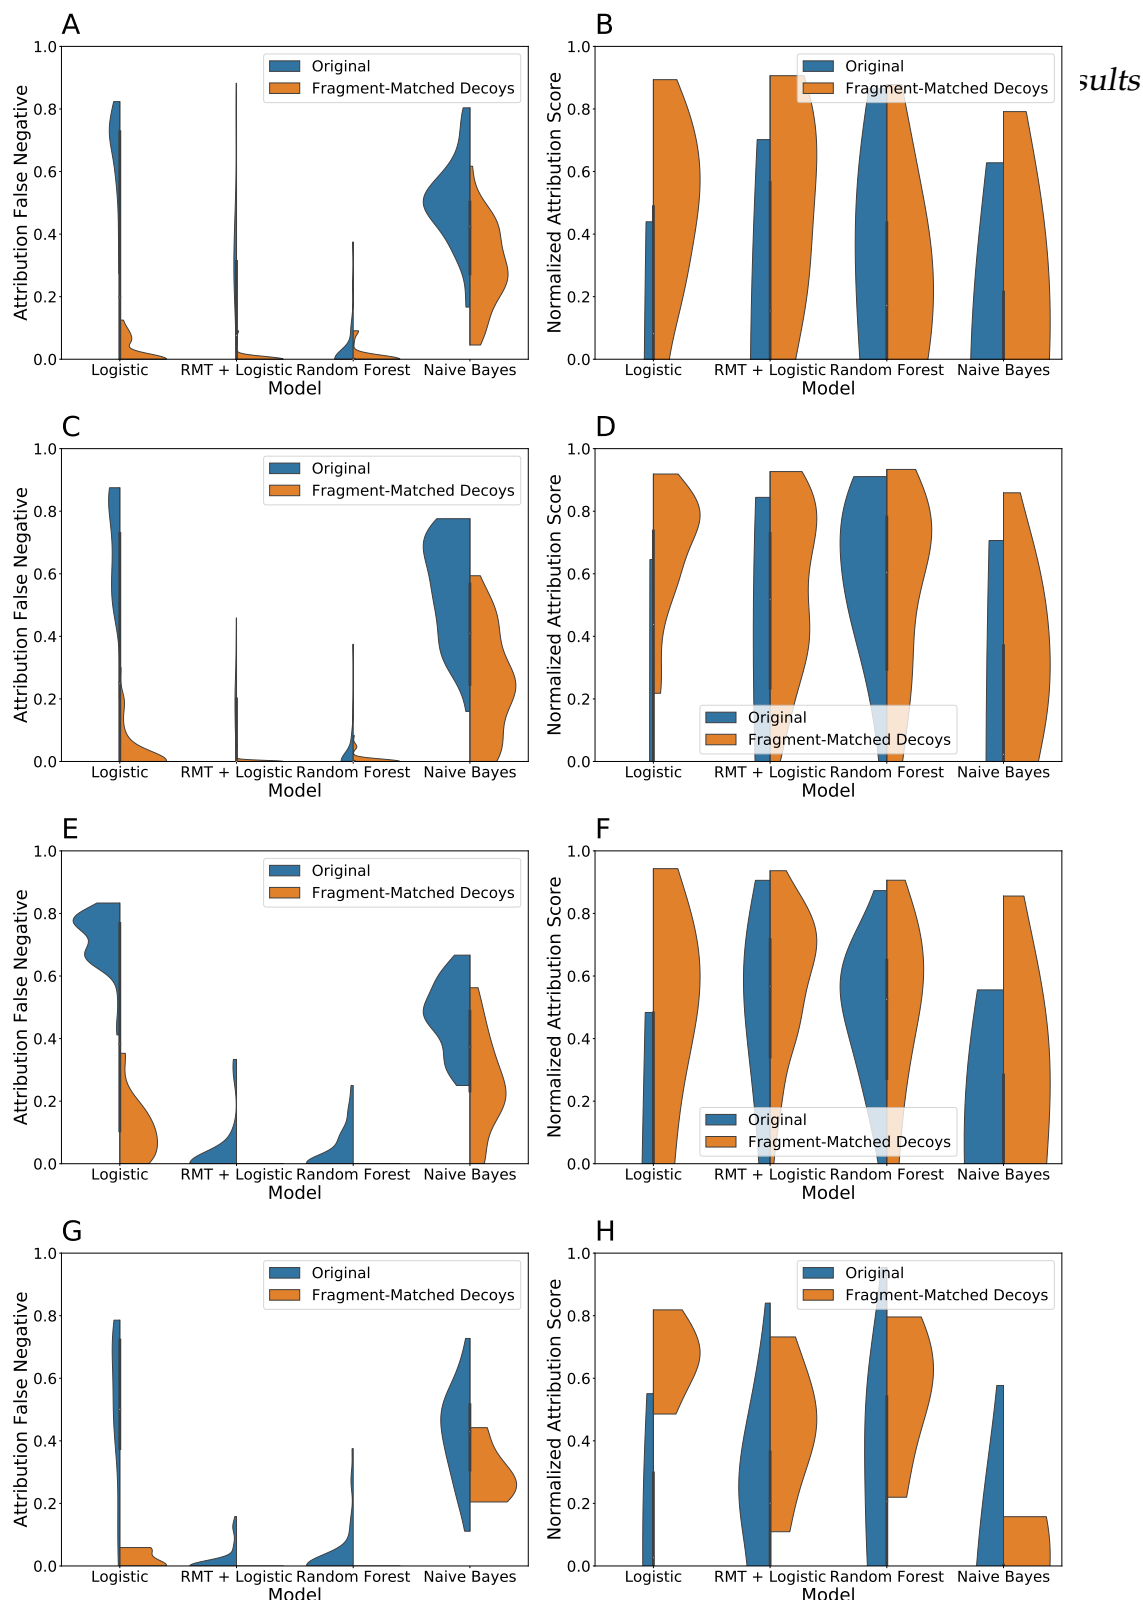 A
Attribution False Negative
1.0
0.8
0.6
0.4
0.2
0.0
Original
Fragment-Matched Decoys
Logistic RMT + Logistic Random Forest Naive Bayes
Model
B
Normalized Attribution Score
1.0
0.8
0.6
0.4
0.2
0.0
Original
Fragment-Matched Decoys
Logistic RMT + Logistic Random Forest Naive Bayes
Model
sults
C
Attribution False Negative
1.0
0.8
0.6
0.4
0.2
0.0
Original
Fragment-Matched Decoys
Logistic RMT + Logistic Random Forest Naive Bayes
Model
D
Normalized Attribution Score
1.0
0.8
0.6
0.4
0.2
0.0
Original
Fragment-Matched Decoys
Logistic RMT + Logistic Random Forest Naive Bayes
Model
E
Attribution False Negative
1.0
0.8
0.6
0.4
0.2
0.0
Original
Fragment-Matched Decoys
Logistic RMT + Logistic Random Forest Naive Bayes
Model
F
Normalized Attribution Score
1.0
0.8
0.6
0.4
0.2
0.0
Original
Fragment-Matched Decoys
Logistic RMT + Logistic Random Forest Naive Bayes
Model
G
Attribution False Negative
1.0
0.8
0.6
0.4
0.2
0.0
Original
Fragment-Matched Decoys
Logistic RMT + Logistic Random Forest Naive Bayes
Model
H
Normalized Attribution Score
1.0
0.8
0.6
0.4
0.2
0.0
Original
Fragment-Matched Decoys
Logistic RMT + Logistic Random Forest Naive Bayes
Model